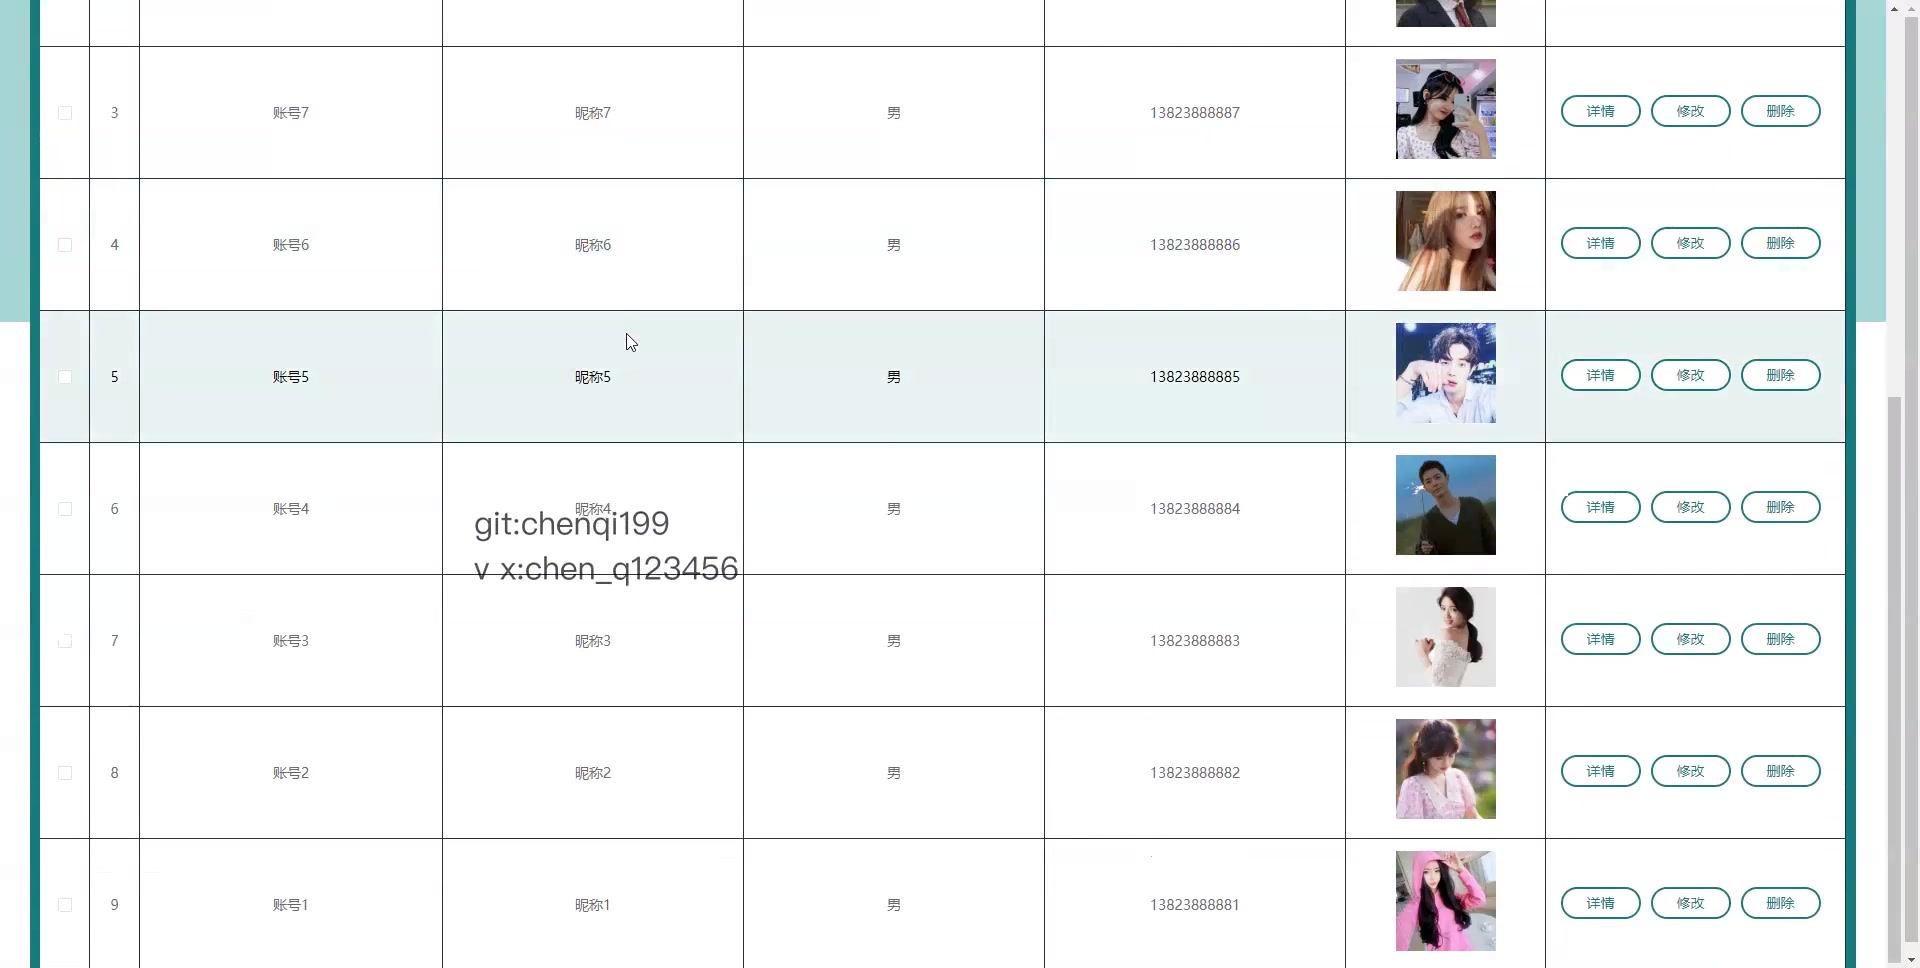 3 账号7 昵称7 男 13823888887 详情 修改 删除
4 账号6 昵称6 男 13823888886 详情 修改 删除
5 账号5 昵称5 男 13823888885 详情 修改 删除
6 账号4 昵称4 男 13823888884 详情 修改 删除
git:chenqi199
v x:chen_q123456
7 账号3 昵称3 男 13823888883 详情 修改 删除
8 账号2 昵称2 男 13823888882 详情 修改 删除
9 账号1 昵称1 男 13823888881 详情 修改 删除